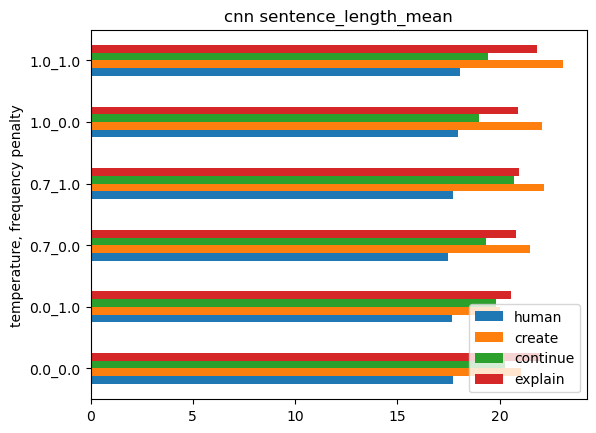 cnn sentence_length_mean
temperature, frequency penalty
1.0_1.0
1.0_0.0
0.7_1.0
0.7_0.0
0.0_1.0
0.0_0.0
human
create
continue
explain
0 5 10 15 20